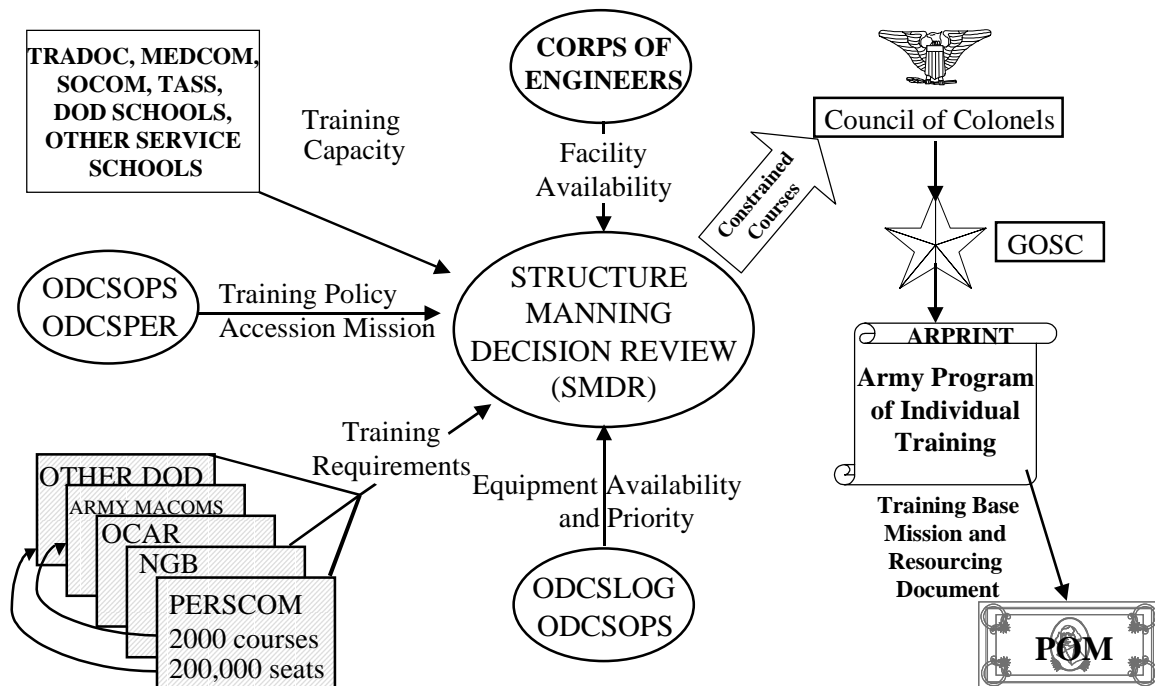 TRADOC, MEDCOM,
SOCOM, TASS,
DOD SCHOOLS,
OTHER SERVICE
SCHOOLS
Training
Capacity
CORPS OF
ENGINEERS
Facility
Availability
Constrained
Courses
Council of Colonels
GOSC
ODCSOPS
ODCSPER
Training Policy
Accession Mission
STRUCTURE
MANNING
DECISION REVIEW
(SMDR)
ARPRINT
Army Program
of Individual
Training
Training Base
Mission and
Resourcing
Document
POM
Training
Requirements
Equipment Availability
and Priority
ODCSLOG
ODCSOPS
OTHER DOD
ARMY MACOMS
OCAR
NGB
PERSCOM
2000 courses
200,000 seats